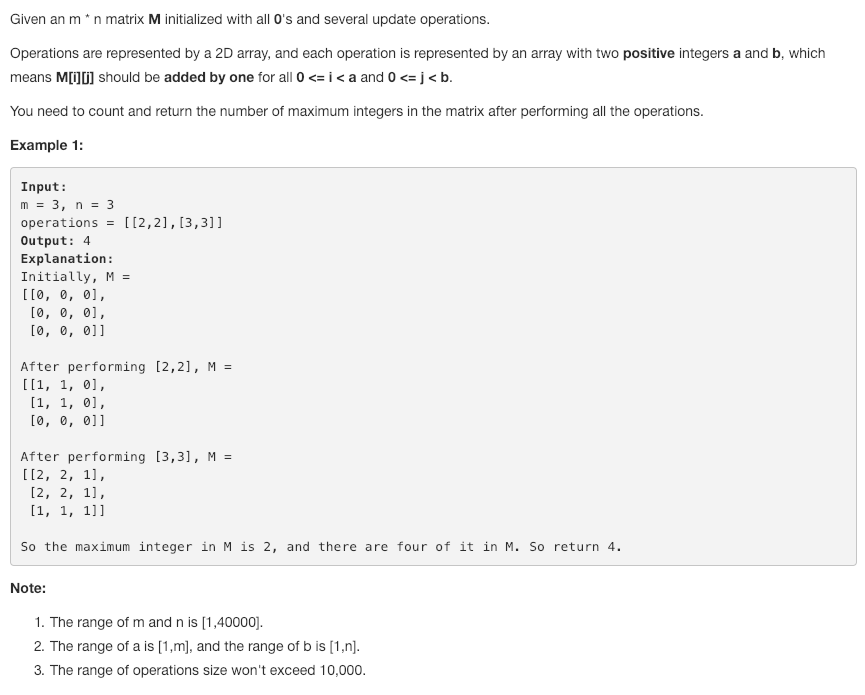 Given an m * n matrix M initialized with all 0's and several update operations.
Operations are represented by a 2D array, and each operation is represented by an array with two positive integers a and b, which
means M[i][j] should be added by one for all 0 <= i < a and 0 <= j < b.
You need to count and return the number of maximum integers in the matrix after performing all the operations.
Example 1:
Input:
m = 3, n = 3
operations = [[2,2],[3,3]]
Output: 4
Explanation:
Initially, M =
[[0, 0, 0],
 [0, 0, 0],
 [0, 0, 0]]
After performing [2,2], M =
[[1, 1, 0],
 [1, 1, 0],
 [0, 0, 0]]
After performing [3,3], M =
[[2, 2, 1],
 [2, 2, 1],
 [1, 1, 1]]
So the maximum integer in M is 2, and there are four of it in M. So return 4.
Note:
1. The range of m and n is [1,40000].
2. The range of a is [1,m], and the range of b is [1,n].
3. The range of operations size won't exceed 10,000.